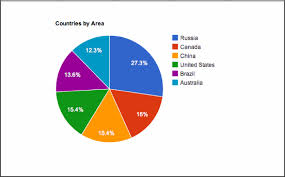 Countries by Area
Russia
Canada
China
United States
Brazil
Australia
27.3%
16%
15.4%
15.4%
13.6%
12.3%